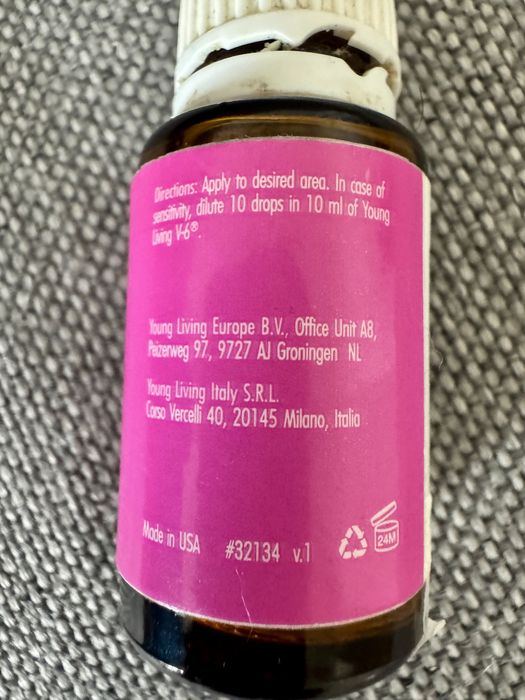 Directions: Apply to desired area. In case of
sensitivity, dilute 10 drops in 10 ml of Young
Living V-6®.
Young Living Europe B.V., Office Unit A8,
Peizerweg 97, 9727 AJ Groningen NL
Young Living Italy S.R.L.
Corso Vercelli 40, 20145 Milano, Italia
Made in USA #32134 v.1
24M